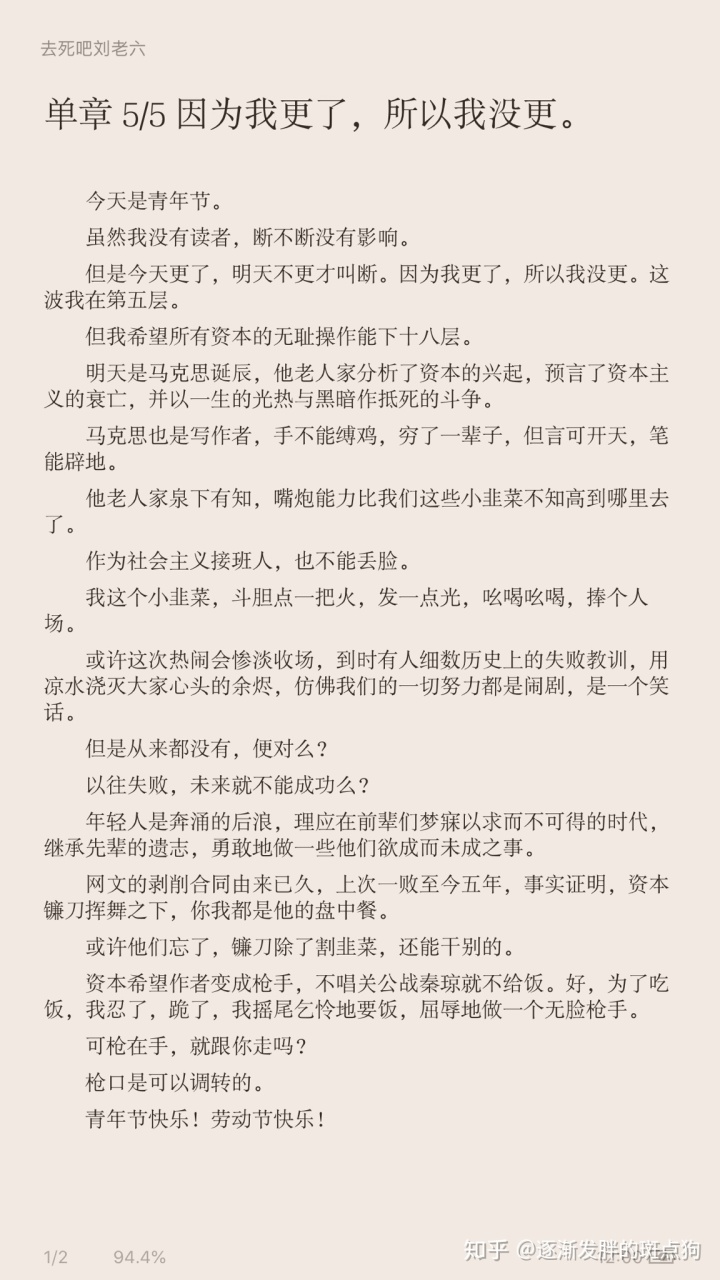 去死吧刘老六
单章 5/5 因为我更了，所以我没更。
今天是青年节。
虽然我没有读者，断不断没有影响。
但是今天更了，明天不更才叫断。因为我更了，所以我没更。这
波我在第五层。
但我希望所有资本的无耻操作能下十八层。
明天是马克思诞辰，他老人家分析了资本的兴起，预言了资本主
义的衰亡，并以一生的光热与黑暗作抵死的斗争。
马克思也是写作者，手不能缚鸡，穷了一辈子，但言可开天，笔
能辟地。
他老人家泉下有知，嘴炮能力比我们这些小韭菜不知高到哪里去
了。
作为社会主义接班人，也不能丢脸。
我这个小韭菜，斗胆点一把火，发一点光，吆喝吆喝，捧个人
场。
或许这次热闹会惨淡收场，到时有人细数历史上的失败教训，用
凉水浇灭大家心头的余烬，仿佛我们的一切努力都是闹剧，是一个笑
话。
但是从来都没有，便对么？
以往失败，未来就不能成功么？
年轻人是奔涌的后浪，理应在前辈们梦寐以求而不可得的时代，
继承先辈的遗志，勇敢地做一些他们欲成而未成之事。
网文的剥削合同由来已久，上次一败至今五年，事实证明，资本
镰刀挥舞之下，你我都是他的盘中餐。
或许他们忘了，镰刀除了割韭菜，还能干别的。
资本希望作者变成枪手，不唱关公战秦琼就不给饭。好，为了吃
饭，我忍了，跪了，我摇尾乞怜地要饭，屈辱地做一个无脸枪手。
可枪在手，就跟你走吗？
枪口是可以调转的。
青年节快乐！劳动节快乐！
1/2 94.4%
知乎 @逐渐发胖的斑点狗